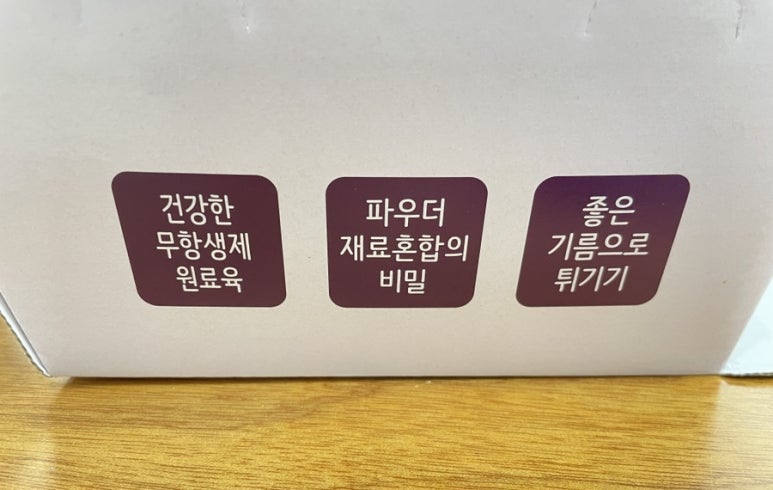 건강한
무항생제
원료육
파우더
재료혼합의
비밀
좋은
기름으로
튀기기